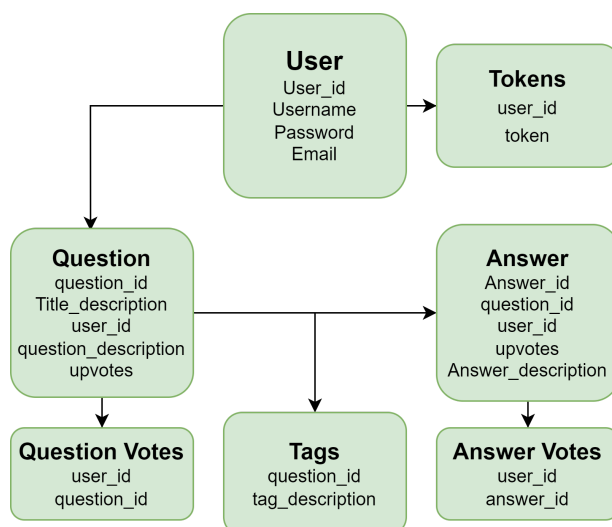 User
User_id
Username
Password
Email
Tokens
user_id
token
Question
question_id
Title_description
user_id
question_description
upvotes
Answer
Answer_id
question_id
user_id
upvotes
Answer_description
Question Votes
user_id
question_id
Tags
question_id
tag_description
Answer Votes
user_id
answer_id